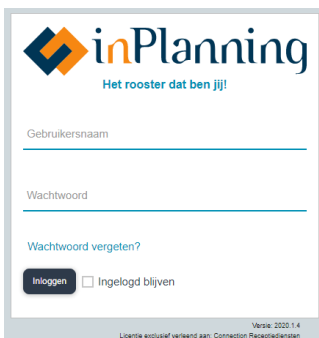 inPlanning
Het rooster dat ben jij!
Gebruikersnaam
Wachtwoord
Wachtwoord vergeten?
Inloggen Ingelogd blijven
Versie: 2020.1.4
Licentie exclusief verleend aan: Connection Receptiediensten